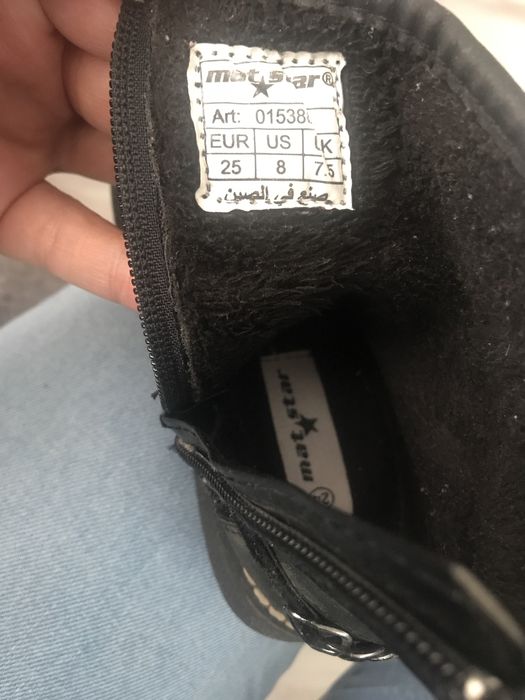 mat star®
Art: 01538
EUR US UK
25 8 7.5
صنع في الصين.
mat star